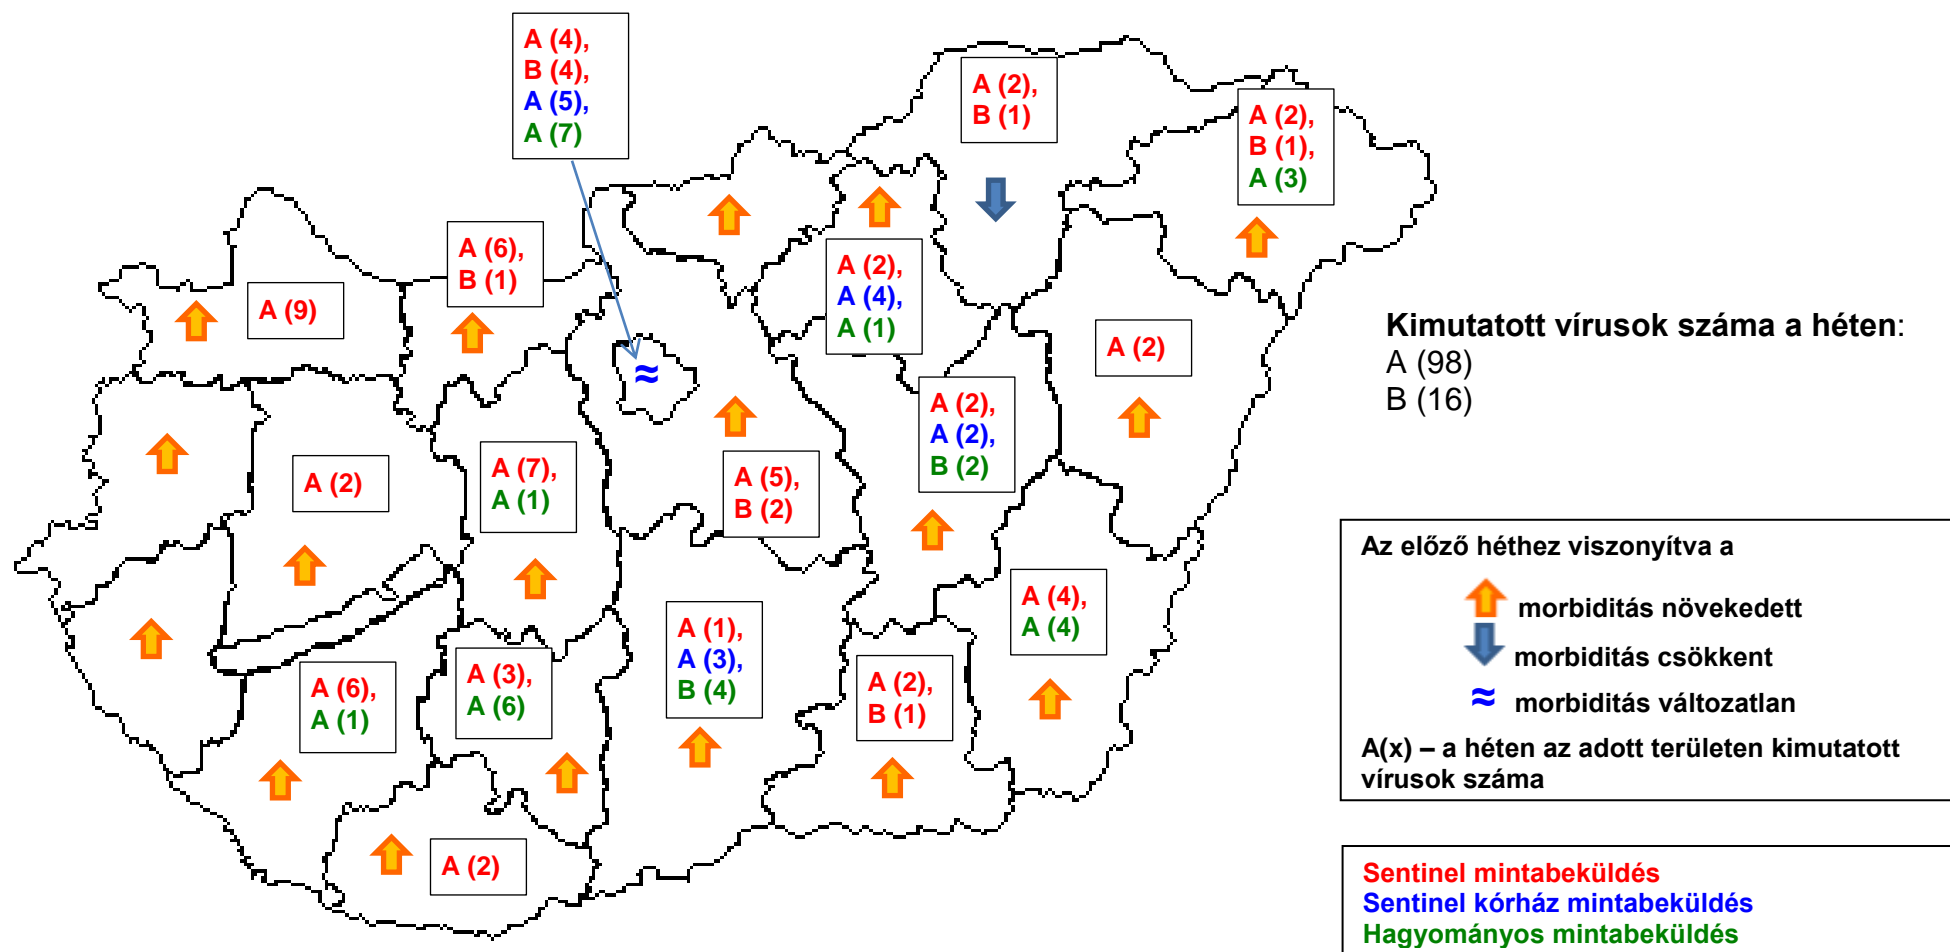 A (4),
B (4),
A (5),
A (7)
A (2),
B (1)
A (2),
B (1),
A (3)
A (6),
B (1)
A (9)
A (2),
A (4),
A (1)
A (2)
Kimutatott vírusok száma a héten:
A (98)
B (16)
A (2),
A (2),
B (2)
A (2)
A (7),
A (1)
A (5),
B (2)
A (4),
A (4)
A (1),
A (3),
B (4)
A (6),
A (1)
A (3),
A (6)
A (2),
B (1)
A (2)
Az előző héthez viszonyítva a
morbiditás növekedett
morbiditás csökkent
≈ morbiditás változatlan
A(x) – a héten az adott területen kimutatott
vírusok száma
Sentinel mintabeküldés
Sentinel kórház mintabeküldés
Hagyományos mintabeküldés